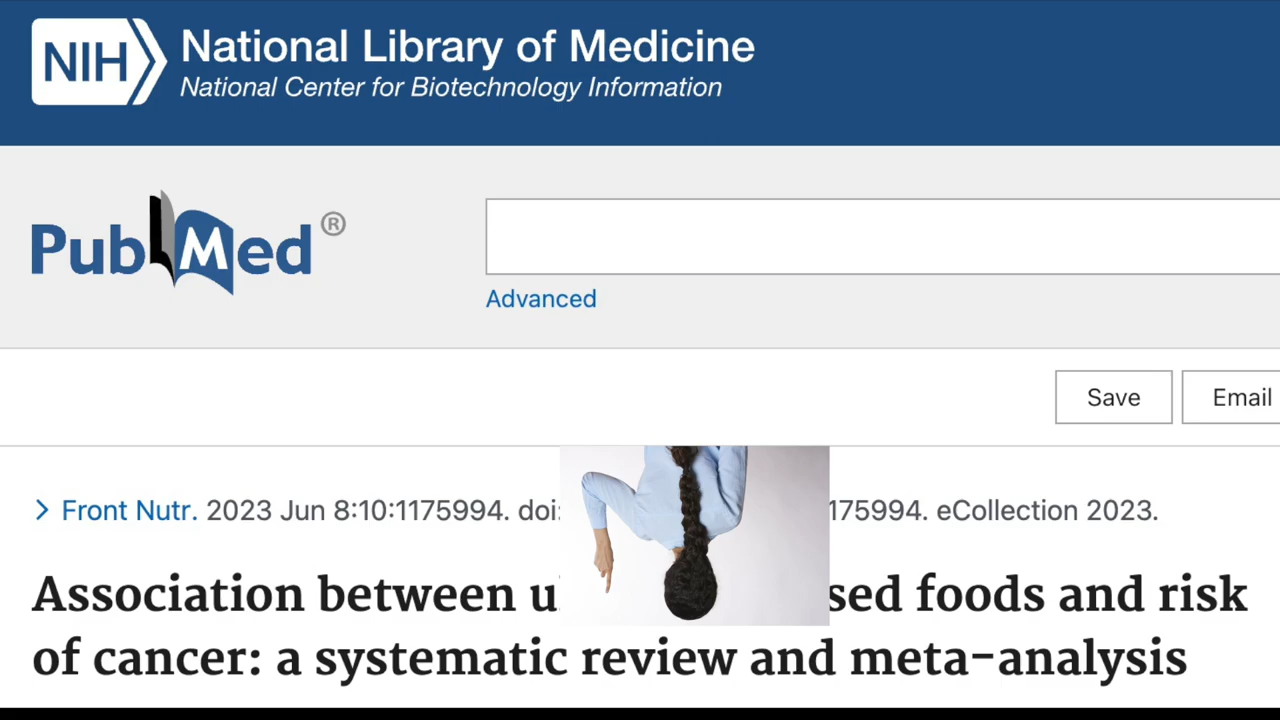 NIH
National Library of Medicine
National Center for Biotechnology Information
PubMed®
Advanced
Save
Email
> Front Nutr. 2023 Jun 8:10:1175994. doi: 175994. eCollection 2023.
Association between u sed foods and risk
of cancer: a systematic review and meta-analysis